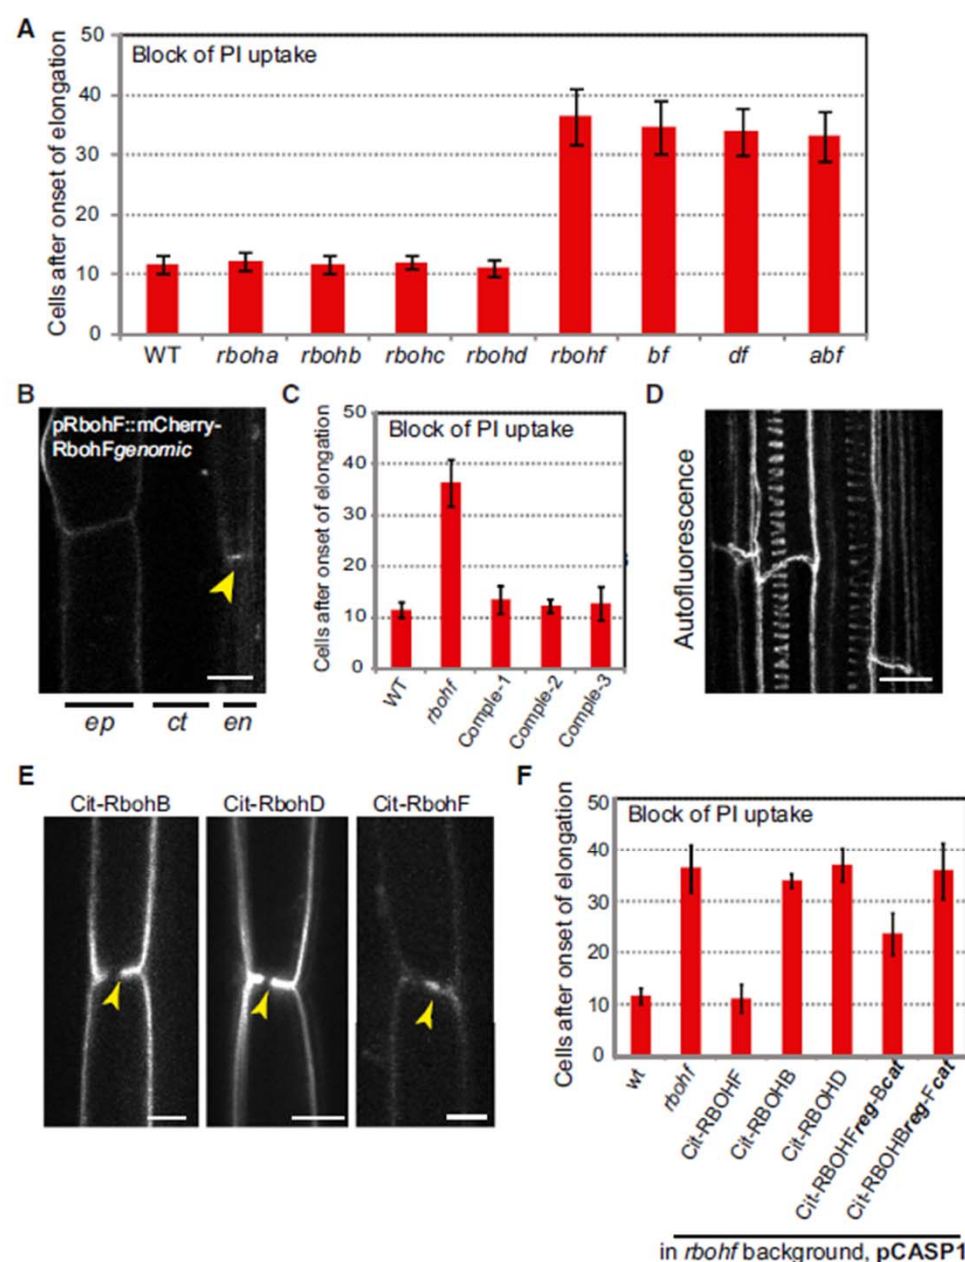 A
Block of PI uptake
Cells after onset of elongation
50
40
30
20
10
0
WT rboha rbohb rbohc rbohd rbohf bf df abf
B
pRbohF::mCherry-
RbohFgenomic
ep ct en
C
Block of PI uptake
Cells after onset of elongation
50
40
30
20
10
0
WT
rbohf
Comple-1
Comple-2
Comple-3
D
Autofluorescence
E
Cit-RbohB
Cit-RbohD
Cit-RbohF
F
Block of PI uptake
Cells after onset of elongation
50
40
30
20
10
0
wt
rbohf
Cit-RBOHF
Cit-RBOHB
Cit-RBOHD
Cit-RBOHFreg-Bcat
Cit-RBOHBreg-Fcat
in rbohf background, pCASP1